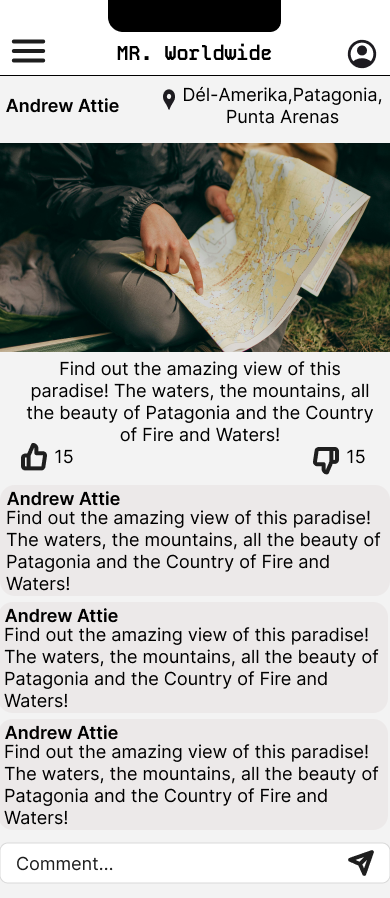 MR. Worldwide
Andrew Attie
Dél-Amerika,Patagonia,
Punta Arenas
Find out the amazing view of this
paradise! The waters, the mountains, all
the beauty of Patagonia and the Country
of Fire and Waters!
15
15
Andrew Attie
Find out the amazing view of this paradise!
The waters, the mountains, all the beauty of
Patagonia and the Country of Fire and
Waters!
Andrew Attie
Find out the amazing view of this paradise!
The waters, the mountains, all the beauty of
Patagonia and the Country of Fire and
Waters!
Andrew Attie
Find out the amazing view of this paradise!
The waters, the mountains, all the beauty of
Patagonia and the Country of Fire and
Waters!
Comment...